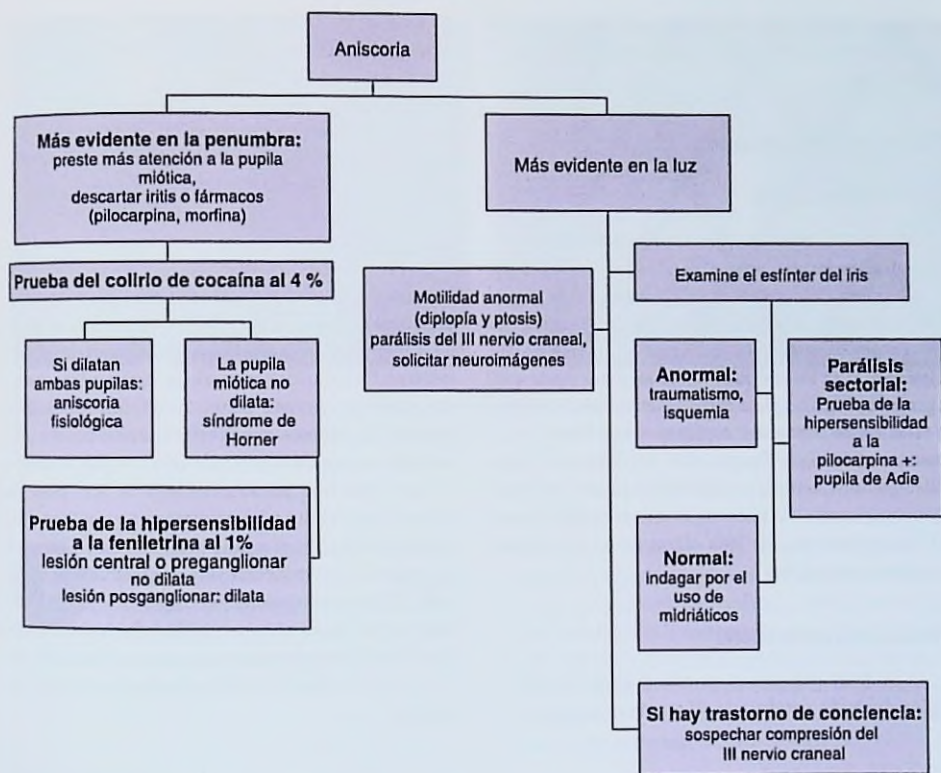 Aniscoria
Más evidente en la penumbra:
preste más atención a la pupila
miótica,
descartar iritis o fármacos
(pilocarpina, morfina)
Prueba del colirio de cocaína al 4 %
Si dilatan
ambas pupilas:
aniscoria
fisiológica
La pupila
miótica no
dilata:
síndrome de
Horner
Prueba de la hipersensibilidad
a la feniletrina al 1%
lesión central o preganglionar
no dilata
lesión posganglionar: dilata
Más evidente en la luz
Motilidad anormal
(diplopía y ptosis)
parálisis del III nervio craneal,
solicitar neuroimágenes
Examine el esfínter del iris
Anormal:
traumatismo,
isquemia
Parálisis
sectorial:
Prueba de la
hipersensibilidad
a la
pilocarpina +:
pupila de Adie
Normal:
indagar por el
uso de
midriáticos
Si hay trastorno de conciencia:
sospechar compresión del
III nervio craneal